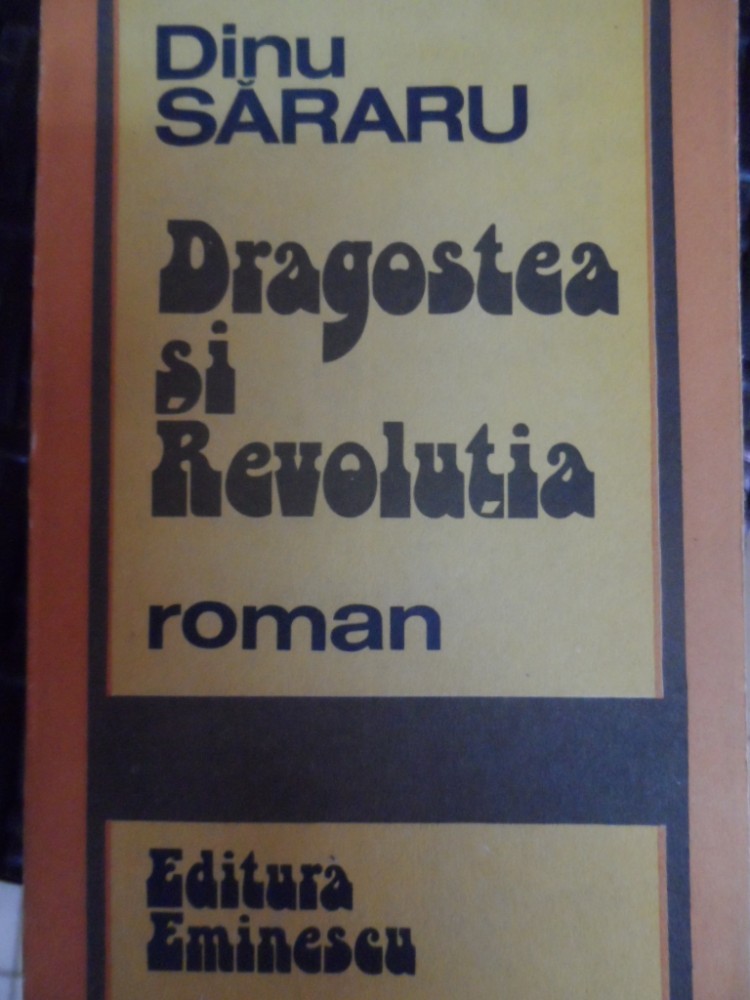 Dinu
SĂRARU
Dragostea
și
Revoluția
roman
Editura
Eminescu